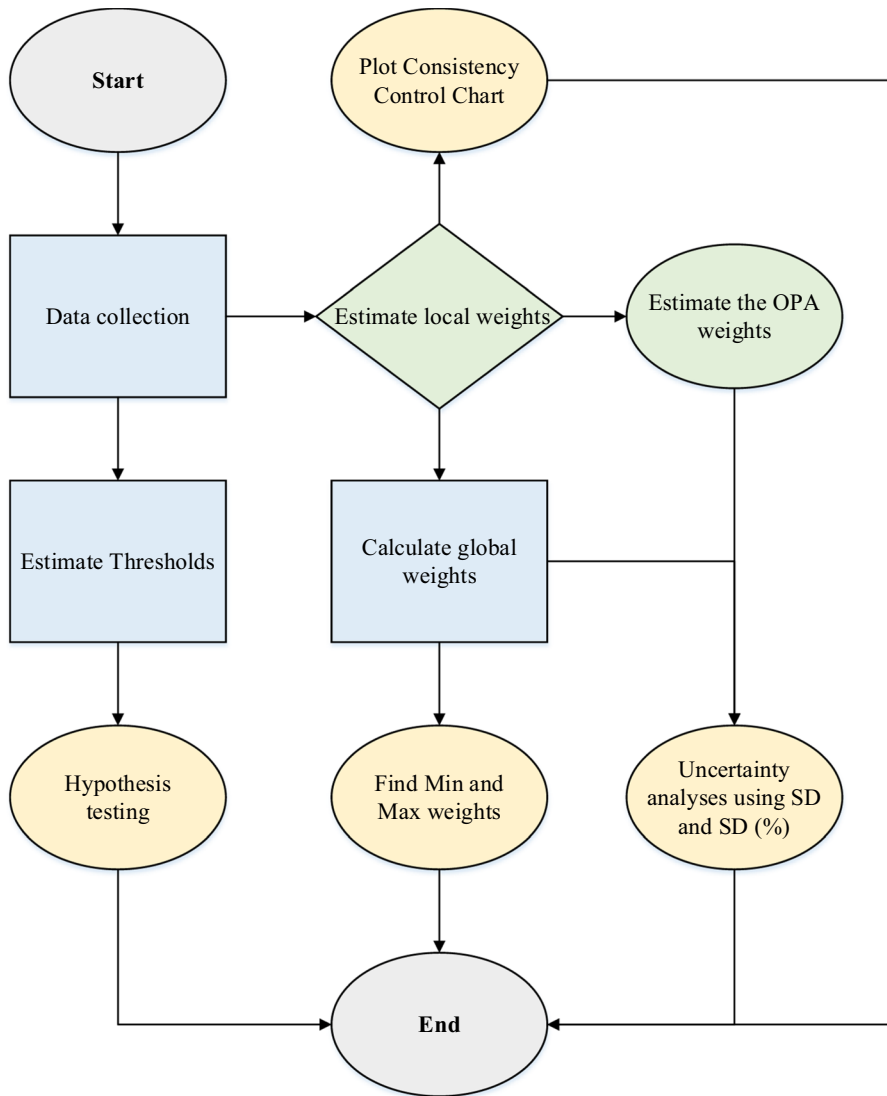 Start
Plot Consistency
Control Chart
Data collection
Estimate local weights
Estimate the OPA
weights
Estimate Thresholds
Calculate global
weights
Hypothesis
testing
Find Min and
Max weights
Uncertainty
analyses using SD
and SD (%)
End